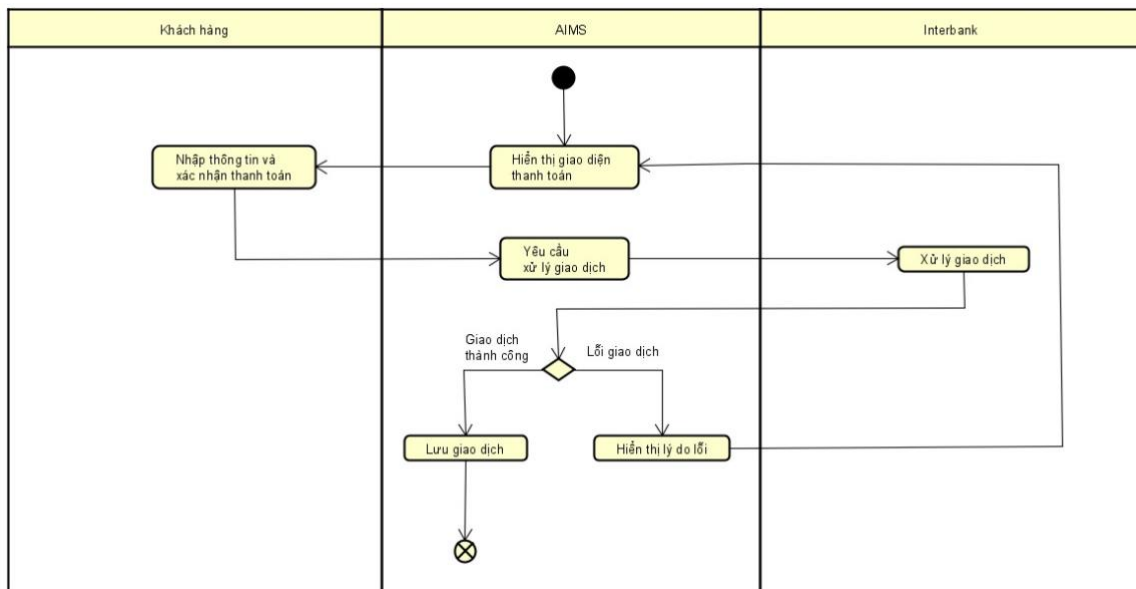 Khách hàng
AIMS
Interbank
Nhập thông tin và
xác nhận thanh toán
Hiển thị giao diện
thanh toán
Yêu cầu
xử lý giao dịch
Xử lý giao dịch
Giao dịch
thành công
Lỗi giao dịch
Lưu giao dịch
Hiển thị lý do lỗi